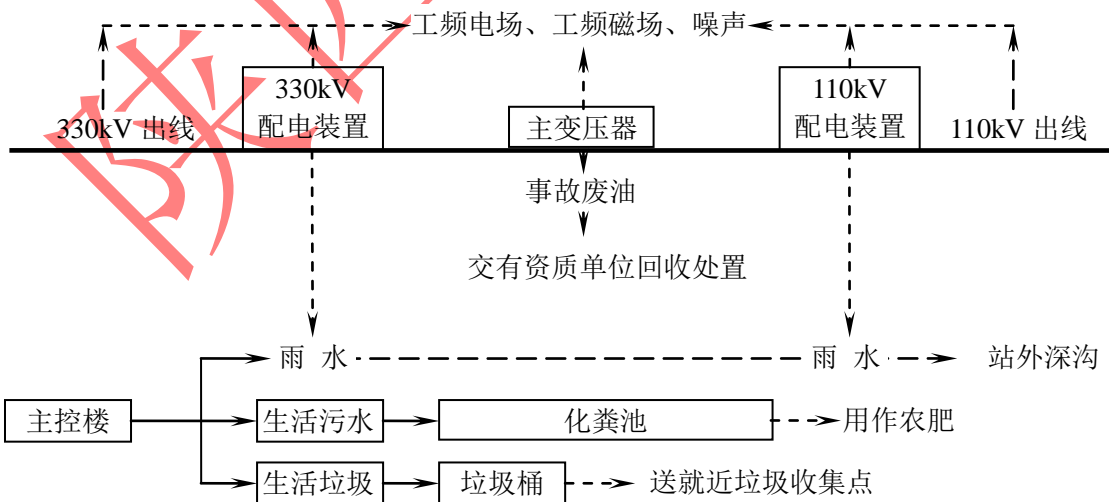 工频电场、工频磁场、噪声
330kV
配电装置
110kV
配电装置
330kV 出线
主变压器
110kV 出线
事故废油
交有资质单位回收处置
雨 水
雨 水
站外深沟
主控楼
生活污水
化粪池
用作农肥
生活垃圾
垃圾桶
送就近垃圾收集点